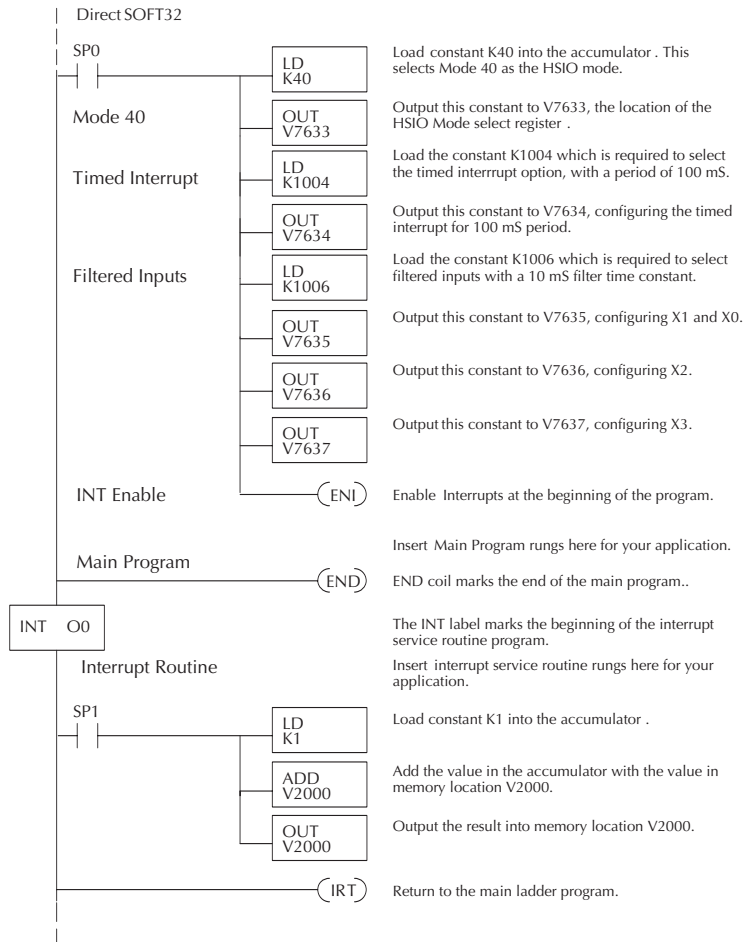 Direct SOFT32
SP0
LD
K40
Load constant K40 into the accumulator . This
selects Mode 40 as the HSIO mode.
Mode 40
OUT
V7633
Output this constant to V7633, the location of the
HSIO Mode select register .
Timed Interrupt
LD
K1004
Load the constant K1004 which is required to select
the timed interrrupt option, with a period of 100 mS.
OUT
V7634
Output this constant to V7634, configuring the timed
interrupt for 100 mS period.
Filtered Inputs
LD
K1006
Load the constant K1006 which is required to select
filtered inputs with a 10 mS filter time constant.
OUT
V7635
Output this constant to V7635, configuring X1 and X0.
OUT
V7636
Output this constant to V7636, configuring X2.
OUT
V7637
Output this constant to V7637, configuring X3.
INT Enable
ENI
Enable Interrupts at the beginning of the program.
Insert Main Program rungs here for your application.
Main Program
END
END coil marks the end of the main program..
INT O0
The INT label marks the beginning of the interrupt
service routine program.
Interrupt Routine
Insert interrupt service routine rungs here for your
application.
SP1
LD
K1
Load constant K1 into the accumulator .
ADD
V2000
Add the value in the accumulator with the value in
memory location V2000.
OUT
V2000
Output the result into memory location V2000.
IRT
Return to the main ladder program.